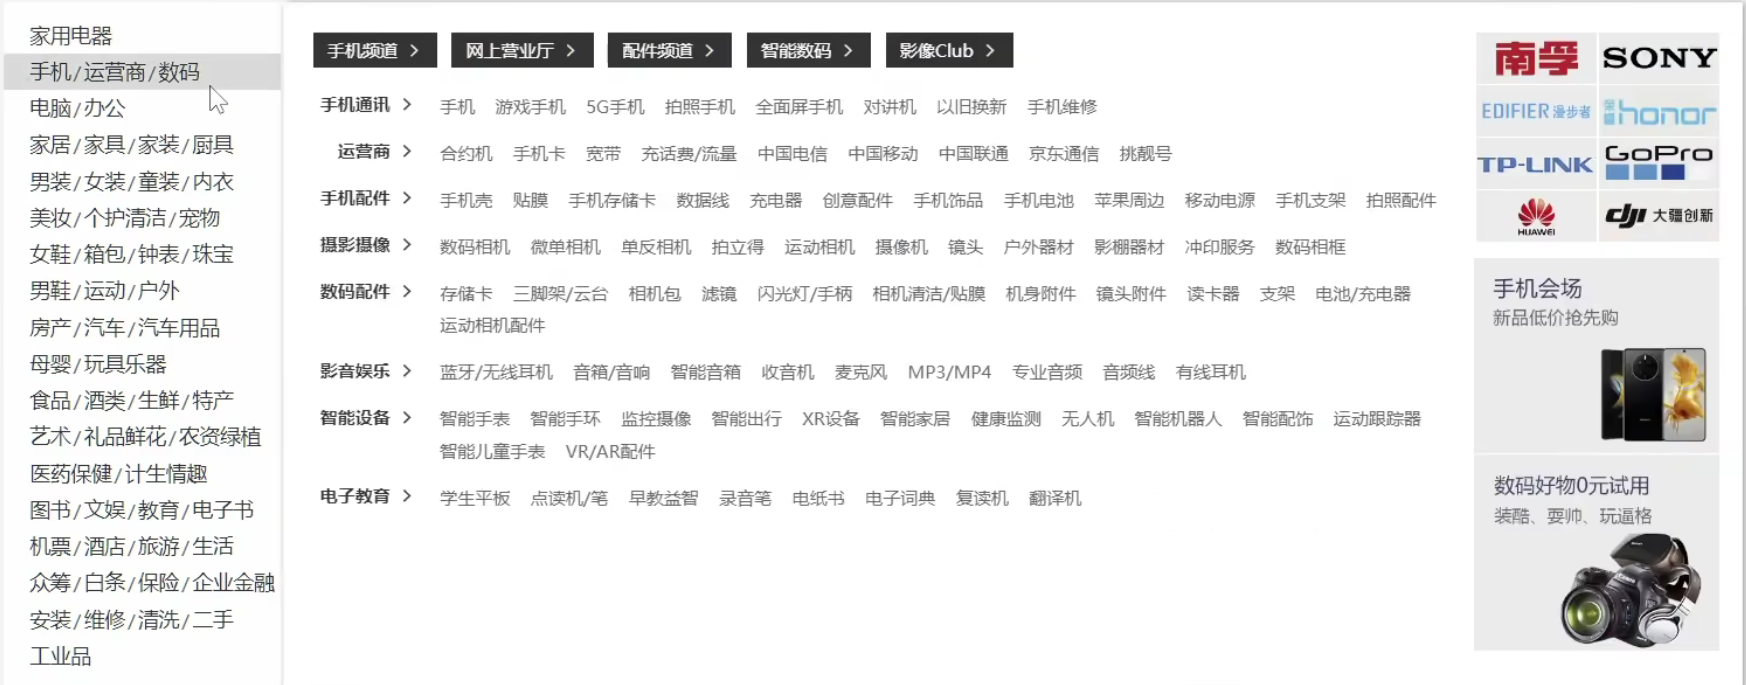 家用电器
手机/运营商/数码
电脑/办公
家居/家具/家装/厨具
男装/女装/童装/内衣
美妆/个护清洁/宠物
女鞋/箱包/钟表/珠宝
男鞋/运动/户外
房产/汽车/汽车用品
母婴/玩具乐器
食品/酒类/生鲜/特产
艺术/礼品鲜花/农资绿植
医药保健/计生情趣
图书/文娱/教育/电子书
机票/酒店/旅游/生活
众筹/白条/保险/企业金融
安装/维修/清洗/二手
工业品
手机频道 > 网上营业厅 > 配件频道 > 智能数码 > 影像Club >
手机通讯 > 手机 游戏手机 5G手机 拍照手机 全面屏手机 对讲机 以旧换新 手机维修
运营商 > 合约机 手机卡 宽带 充话费/流量 中国电信 中国移动 中国联通 京东通信 挑靓号
手机配件 > 手机壳 贴膜 手机存储卡 数据线 充电器 创意配件 手机饰品 手机电池 苹果周边 移动电源 手机支架 拍照配件
摄影摄像 > 数码相机 微单相机 单反相机 拍立得 运动相机 摄像机 镜头 户外器材 影棚器材 冲印服务 数码相框
数码配件 > 存储卡 三脚架/云台 相机包 滤镜 闪光灯/手柄 相机清洁/贴膜 机身附件 镜头附件 读卡器 支架 电池/充电器
运动相机配件
影音娱乐 > 蓝牙/无线耳机 音箱/音响 智能音箱 收音机 麦克风 MP3/MP4 专业音频 音频线 有线耳机
智能设备 > 智能手表 智能手环 监控摄像 智能出行 XR设备 智能家居 健康监测 无人机 智能机器人 智能配饰 运动跟踪器
智能儿童手表 VR/AR配件
电子教育 > 学生平板 点读机/笔 早教益智 录音笔 电纸书 电子词典 复读机 翻译机
南孚 SONY
EDIFIER 漫步者 荣耀 honor
TP-LINK GoPro
HUAWEI dji 大疆创新
手机会场
新品低价抢先购
数码好物0元试用
装酷、耍帅、玩逼格